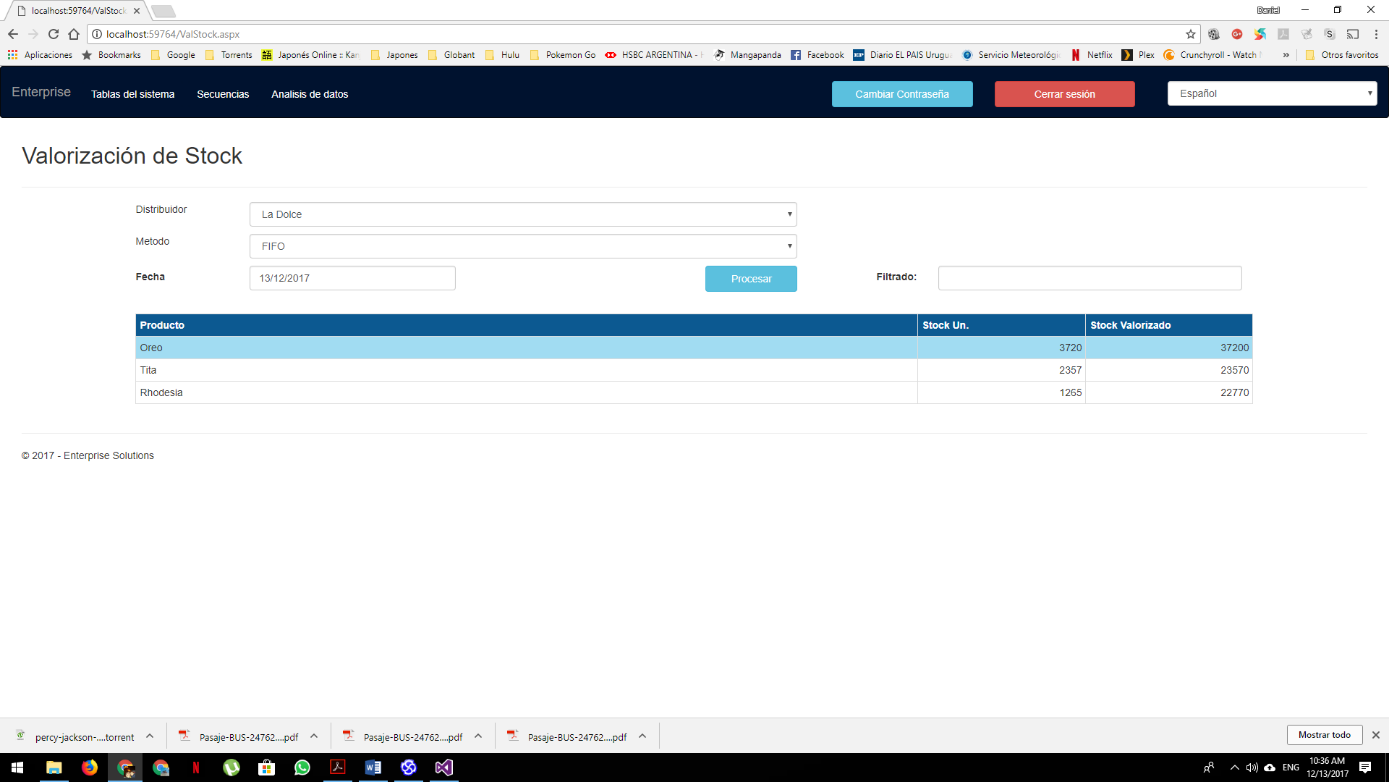 localhost:59764/ValStock.
Daniel
localhost:59764/ValStock.aspx
Aplicaciones Bookmarks Google Torrents Japonés Online :: Kan Japones Globant Hulu Pokemon Go HSBC ARGENTINA - Mangapanda Facebook Diario EL PAIS Urugu Servicio Meteorológi Netflix Plex Crunchyroll - Watch » Otros favoritos
Enterprise Tablas del sistema Secuencias Analisis de datos Cambiar Contraseña Cerrar sesión Español
Valorización de Stock
Distribuidor La Dolce
Metodo FIFO
Fecha 13/12/2017 Procesar Filtrado:
Producto Stock Un. Stock Valorizado
Oreo 3720 37200
Tita 2357 23570
Rhodesia 1265 22770
© 2017 - Enterprise Solutions
percy-jackson-....torrent Pasaje-BUS-24762....pdf Pasaje-BUS-24762....pdf Pasaje-BUS-24762....pdf Mostrar todo
ENG 10:36 AM
12/13/2017